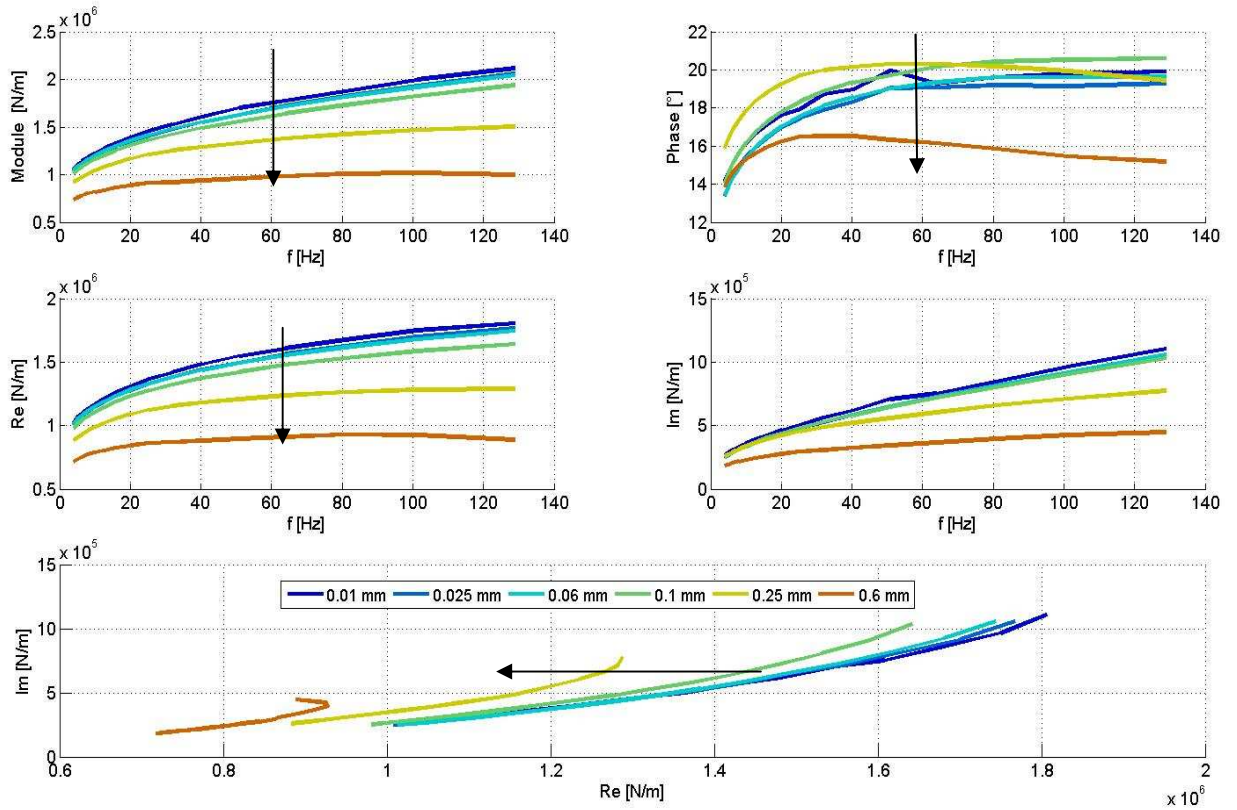 x 10^6
2.5
2
1.5
1
0.5
Module [N/m]
0 20 40 60 80 100 120 140
f [Hz]
22
20
18
16
14
12
Phase [°]
0 20 40 60 80 100 120 140
f [Hz]
x 10^6
2
1.5
1
0.5
Re [N/m]
0 20 40 60 80 100 120 140
f [Hz]
x 10^5
15
10
5
0
Im [N/m]
0 20 40 60 80 100 120 140
f [Hz]
x 10^5
15
10
5
0
Im [N/m]
0.01 mm 0.025 mm 0.06 mm 0.1 mm 0.25 mm 0.6 mm
0.6 0.8 1 1.2 1.4 1.6 1.8 2
Re [N/m]
x 10^6